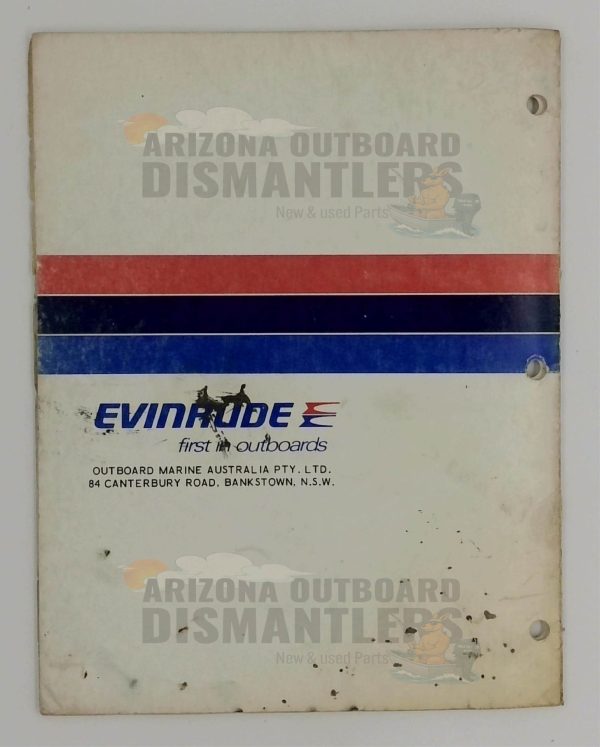 ARIZONA OUTBOARD
DISMANTLERS
New & used Parts
EVINRUDE
first in outboards
OUTBOARD MARINE AUSTRALIA PTY. LTD.
84 CANTERBURY ROAD, BANKSTOWN, N.S.W.
ARIZONA OUTBOARD
DISMANTLERS
New & used Parts